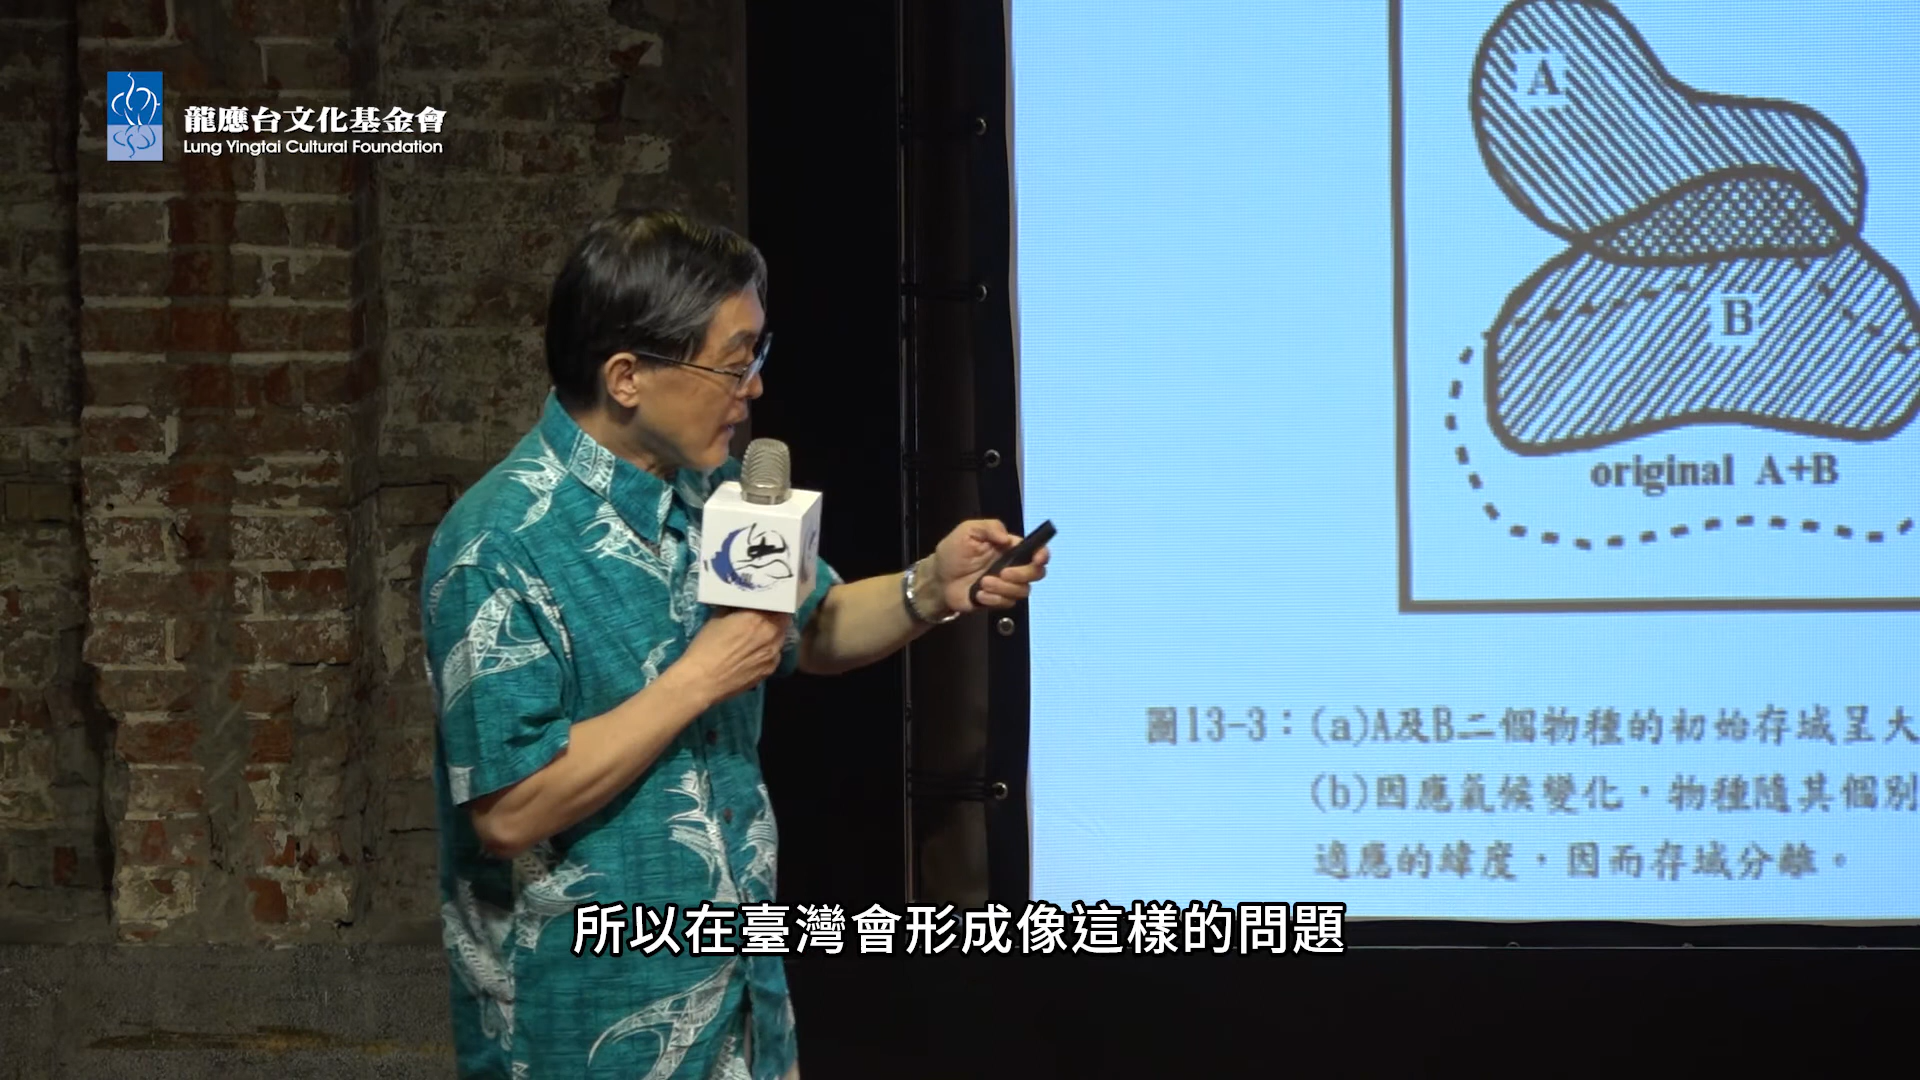 龍應台文化基金會
Lung Yingtai Cultural Foundation
A
B
original A+B
圖13-3：(a)A及B二個物種的初始存域呈大
(b)因應氣候變化，物種隨其個別
適應的緯度，因而存域分離。
所以在臺灣會形成像這樣的問題